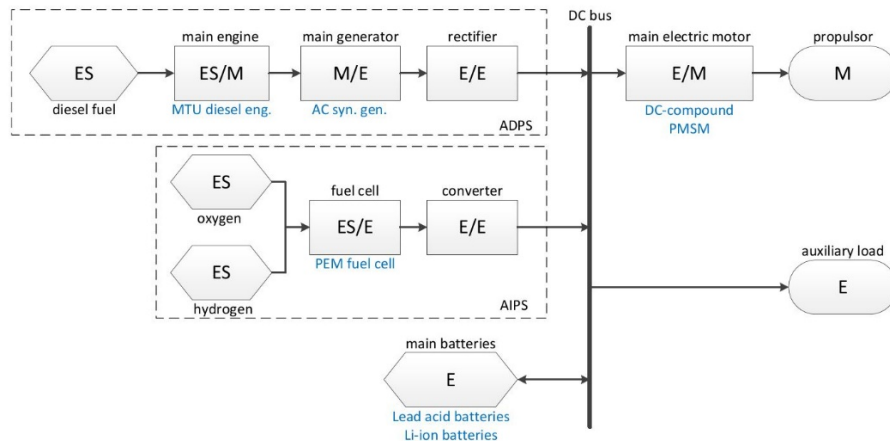 DC bus
main engine
main generator
rectifier
main electric motor
propulsor
ES
ES/M
M/E
E/E
E/M
M
diesel fuel
MTU diesel eng.
AC syn. gen.
DC-compound
PMSM
ADPS
ES
oxygen
fuel cell
converter
ES/E
E/E
PEM fuel cell
ES
hydrogen
AIPS
auxiliary load
E
main batteries
E
Lead acid batteries
Li-ion batteries